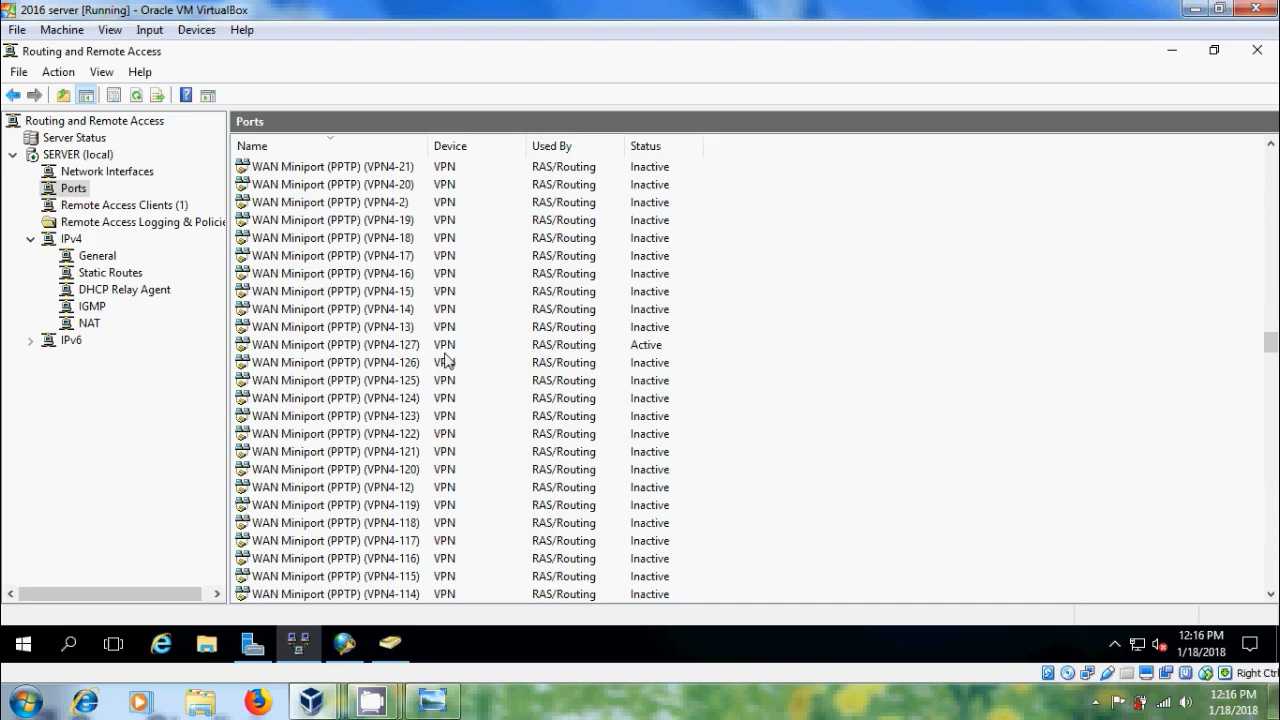 2016 server [Running] - Oracle VM VirtualBox
File Machine View Input Devices Help
Routing and Remote Access
File Action View Help
Routing and Remote Access
Server Status
SERVER (local)
Network Interfaces
Ports
Remote Access Clients (1)
Remote Access Logging & Policie
IPv4
General
Static Routes
DHCP Relay Agent
IGMP
NAT
IPv6
Ports
Name Device Used By Status
WAN Miniport (PPTP) (VPN4-21) VPN RAS/Routing Inactive
WAN Miniport (PPTP) (VPN4-20) VPN RAS/Routing Inactive
WAN Miniport (PPTP) (VPN4-2) VPN RAS/Routing Inactive
WAN Miniport (PPTP) (VPN4-19) VPN RAS/Routing Inactive
WAN Miniport (PPTP) (VPN4-18) VPN RAS/Routing Inactive
WAN Miniport (PPTP) (VPN4-17) VPN RAS/Routing Inactive
WAN Miniport (PPTP) (VPN4-16) VPN RAS/Routing Inactive
WAN Miniport (PPTP) (VPN4-15) VPN RAS/Routing Inactive
WAN Miniport (PPTP) (VPN4-14) VPN RAS/Routing Inactive
WAN Miniport (PPTP) (VPN4-13) VPN RAS/Routing Inactive
WAN Miniport (PPTP) (VPN4-127) VPN RAS/Routing Active
WAN Miniport (PPTP) (VPN4-126) VPN RAS/Routing Inactive
WAN Miniport (PPTP) (VPN4-125) VPN RAS/Routing Inactive
WAN Miniport (PPTP) (VPN4-124) VPN RAS/Routing Inactive
WAN Miniport (PPTP) (VPN4-123) VPN RAS/Routing Inactive
WAN Miniport (PPTP) (VPN4-122) VPN RAS/Routing Inactive
WAN Miniport (PPTP) (VPN4-121) VPN RAS/Routing Inactive
WAN Miniport (PPTP) (VPN4-120) VPN RAS/Routing Inactive
WAN Miniport (PPTP) (VPN4-12) VPN RAS/Routing Inactive
WAN Miniport (PPTP) (VPN4-119) VPN RAS/Routing Inactive
WAN Miniport (PPTP) (VPN4-118) VPN RAS/Routing Inactive
WAN Miniport (PPTP) (VPN4-117) VPN RAS/Routing Inactive
WAN Miniport (PPTP) (VPN4-116) VPN RAS/Routing Inactive
WAN Miniport (PPTP) (VPN4-115) VPN RAS/Routing Inactive
WAN Miniport (PPTP) (VPN4-114) VPN RAS/Routing Inactive
12:16 PM
1/18/2018
Right Ctrl
12:16 PM
1/18/2018